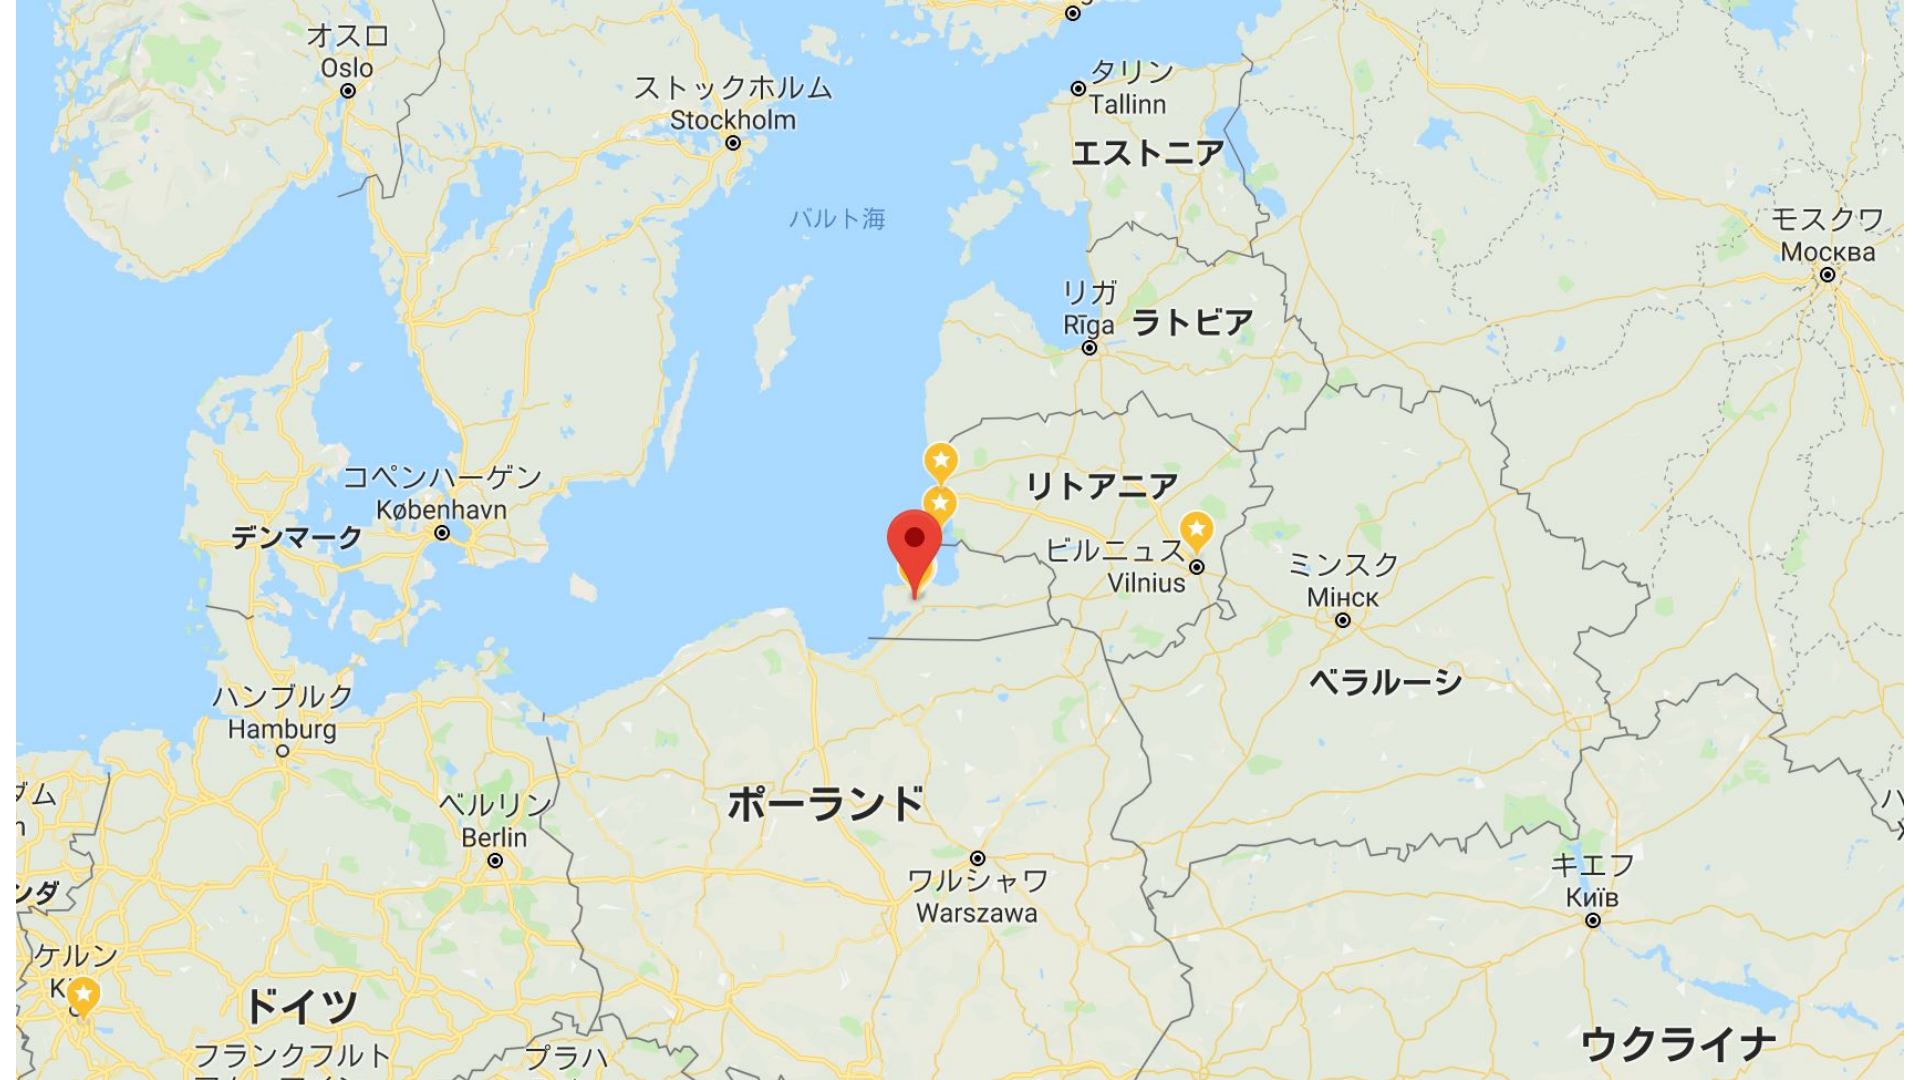 オスロ
Oslo
ストックホルム
Stockholm
タリン
Tallinn
エストニア
バルト海
モスクワ
Москва
リガ
Rīga
ラトビア
コペンハーゲン
København
デンマーク
リトアニア
ビルニュス
Vilnius
ミンスク
Мінск
ベラルーシ
ハンブルク
Hamburg
ベルリン
Berlin
ポーランド
ワルシャワ
Warszawa
キエフ
Київ
ケルン
ドイツ
フランクフルト
プラハ
ウクライナ